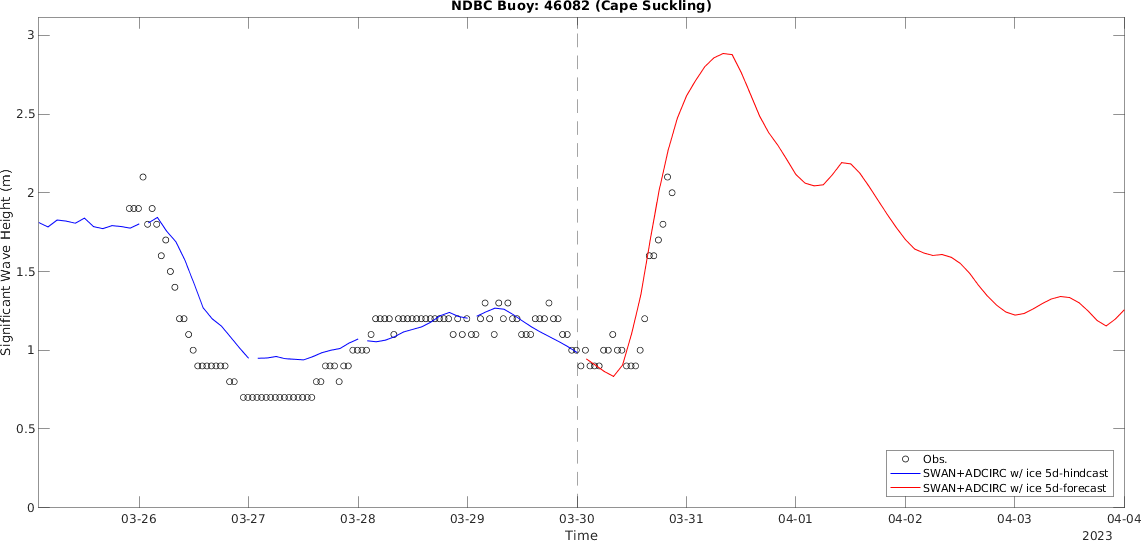 NDBC Buoy: 46082 (Cape Suckling)
Significant Wave Height (m)
3
2.5
2
1.5
1
0.5
0
Obs.
SWAN+ADCIRC w/ ice 5d-hindcast
SWAN+ADCIRC w/ ice 5d-forecast
03-26 03-27 03-28 03-29 03-30 03-31 04-01 04-02 04-03 04-04
Time 2023